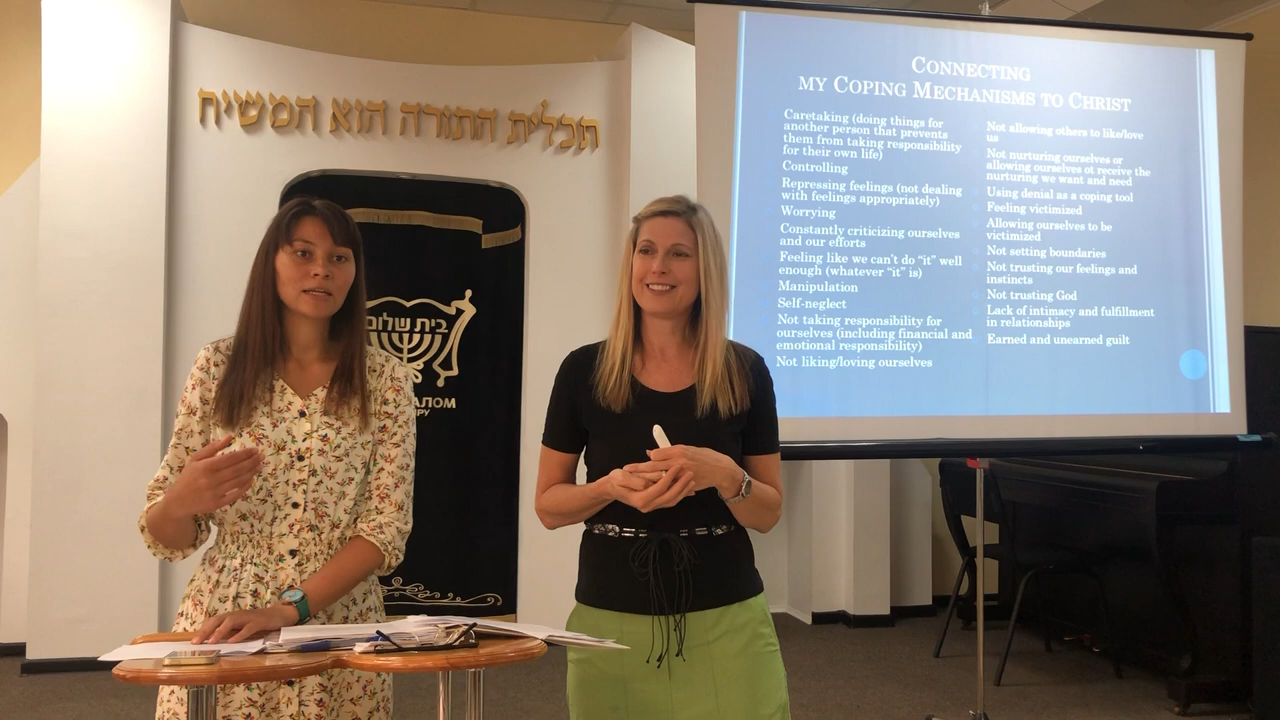 תכלית התורה הוא המשיח
בית שלום
АЛОМ
РУ
CONNECTING
MY COPING MECHANISMS TO CHRIST
Caretaking (doing things for
another person that prevents
them from taking responsibility
for their own life)
Controlling
Repressing feelings (not dealing
with feelings appropriately)
Worrying
Constantly criticizing ourselves
and our efforts
Feeling like we can't do "it" well
enough (whatever "it" is)
Manipulation
Self-neglect
Not taking responsibility for
ourselves (including financial and
emotional responsibility)
Not liking/loving ourselves
Not allowing others to like/love
us
Not nurturing ourselves or
allowing ourselves ot receive the
nurturing we want and need
Using denial as a coping tool
Feeling victimized
Allowing ourselves to be
victimized
Not setting boundaries
Not trusting our feelings and
instincts
Not trusting God
Lack of intimacy and fulfillment
in relationships
Earned and unearned guilt